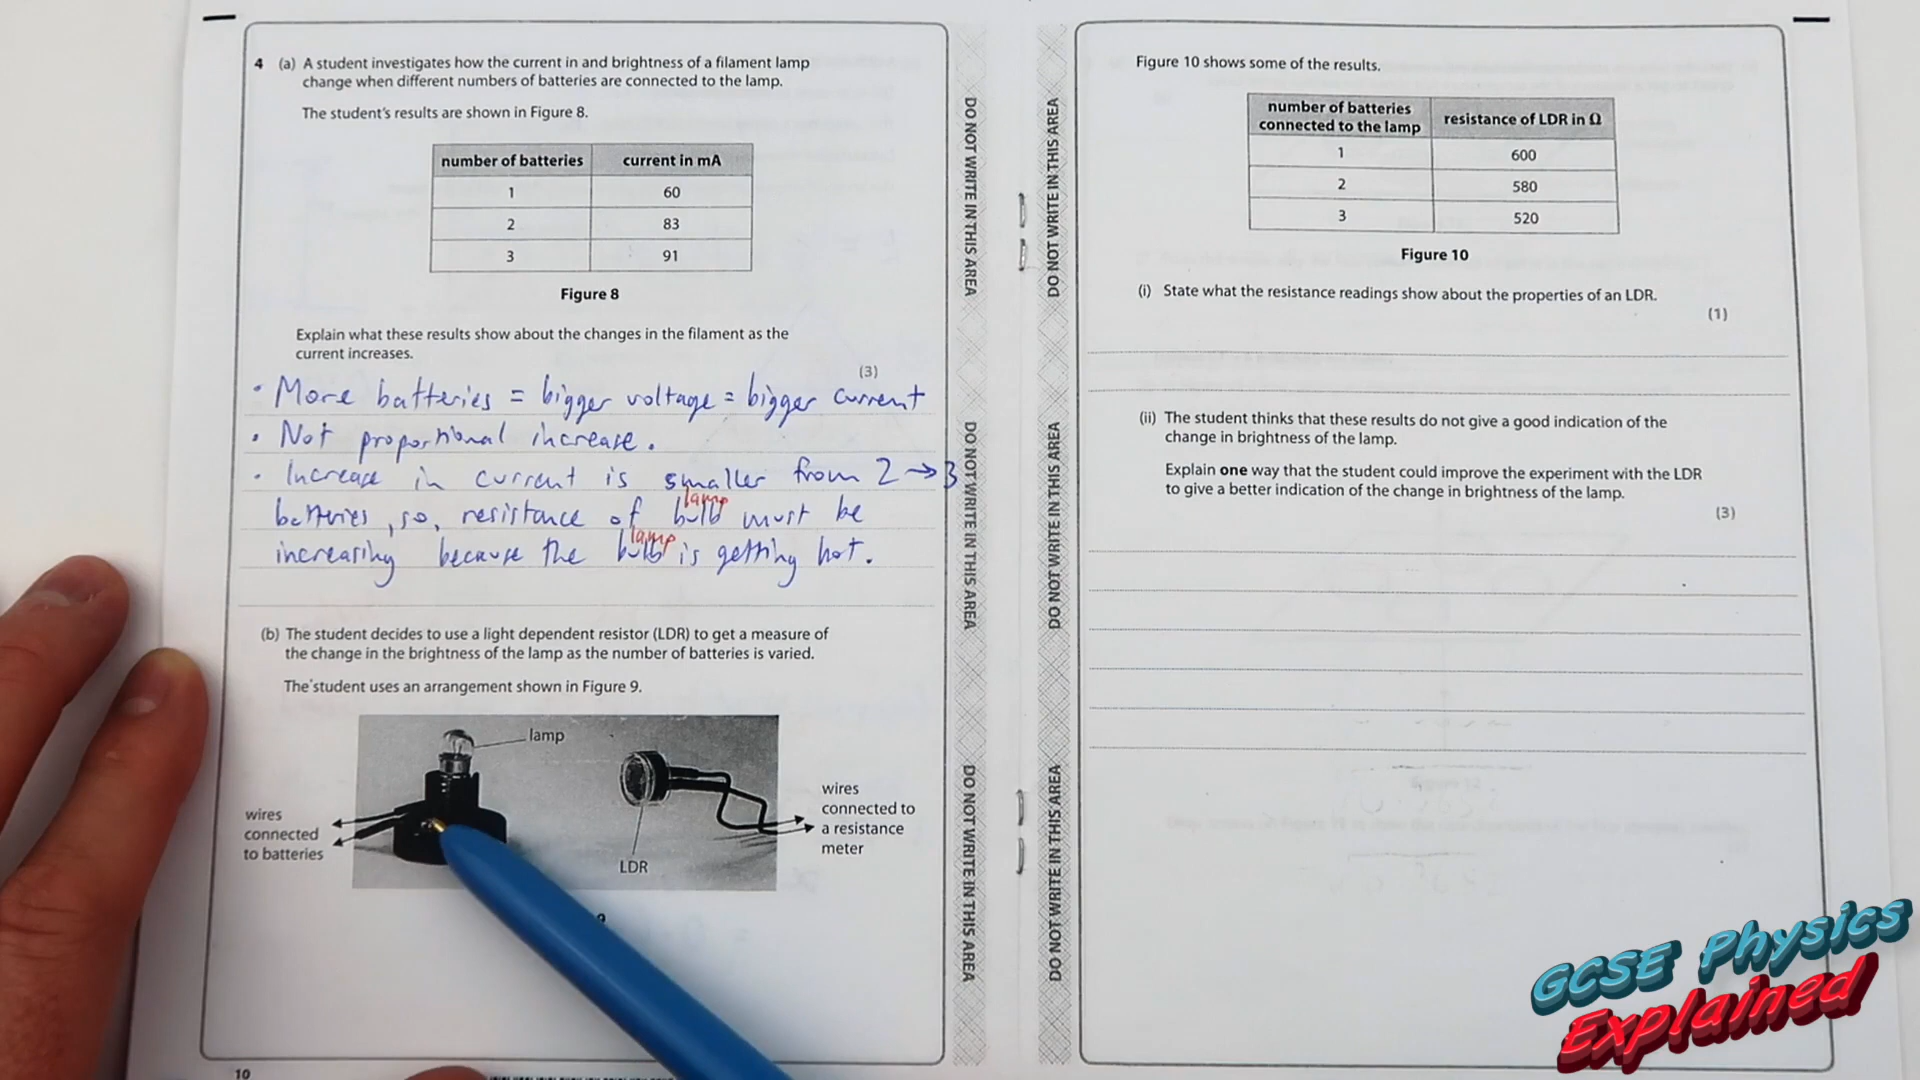 4 (a) A student investigates how the current in and brightness of a filament lamp
change when different numbers of batteries are connected to the lamp.
The student's results are shown in Figure 8.
number of batteries current in mA
1 60
2 83
3 91
Figure 8
Explain what these results show about the changes in the filament as the
current increases.
(3)
· More batteries = bigger voltage = bigger current
· Not proportional increase.
· Increase in current is smaller from 2 → 3
lamp
batteries, so, resistance of bulb must be
lamp
increasing because the bulb is getting hot.
(b) The student decides to use a light dependent resistor (LDR) to get a measure of
the change in the brightness of the lamp as the number of batteries is varied.
The student uses an arrangement shown in Figure 9.
lamp
wires
connected
to batteries
LDR
wires
connected to
a resistance
meter
9
10
DO NOT WRITE IN THIS AREA
DO NOT WRITE IN THIS AREA
DO NOT WRITE IN THIS AREA
DO NOT WRITE IN THIS AREA
DO NOT WRITE IN THIS AREA
DO NOT WRITE IN THIS AREA
Figure 10 shows some of the results.
number of batteries
connected to the lamp resistance of LDR in Ω
1 600
2 580
3 520
Figure 10
(i) State what the resistance readings show about the properties of an LDR.
(1)
(ii) The student thinks that these results do not give a good indication of the
change in brightness of the lamp.
Explain one way that the student could improve the experiment with the LDR
to give a better indication of the change in brightness of the lamp.
(3)
GCSE Physics
Explained